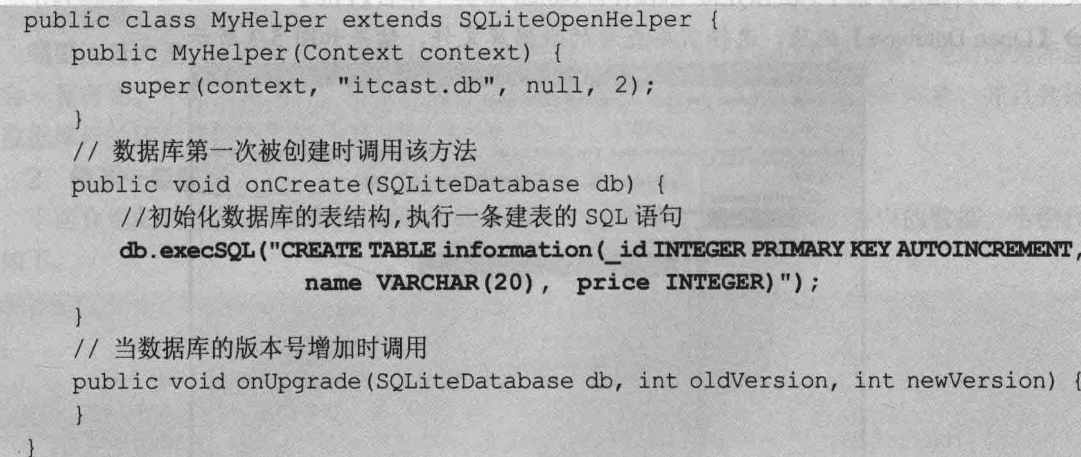 public class MyHelper extends SQLiteOpenHelper {
public MyHelper(Context context) {
super(context, "itcast.db", null, 2);
}
// 数据库第一次被创建时调用该方法
public void onCreate(SQLiteDatabase db) {
//初始化数据库的表结构,执行一条建表的 SQL 语句
db.execSQL("CREATE TABLE information(_id INTEGER PRIMARY KEY AUTOINCREMENT,
name VARCHAR(20), price INTEGER)");
}
// 当数据库的版本号增加时调用
public void onUpgrade(SQLiteDatabase db, int oldVersion, int newVersion) {
}
}